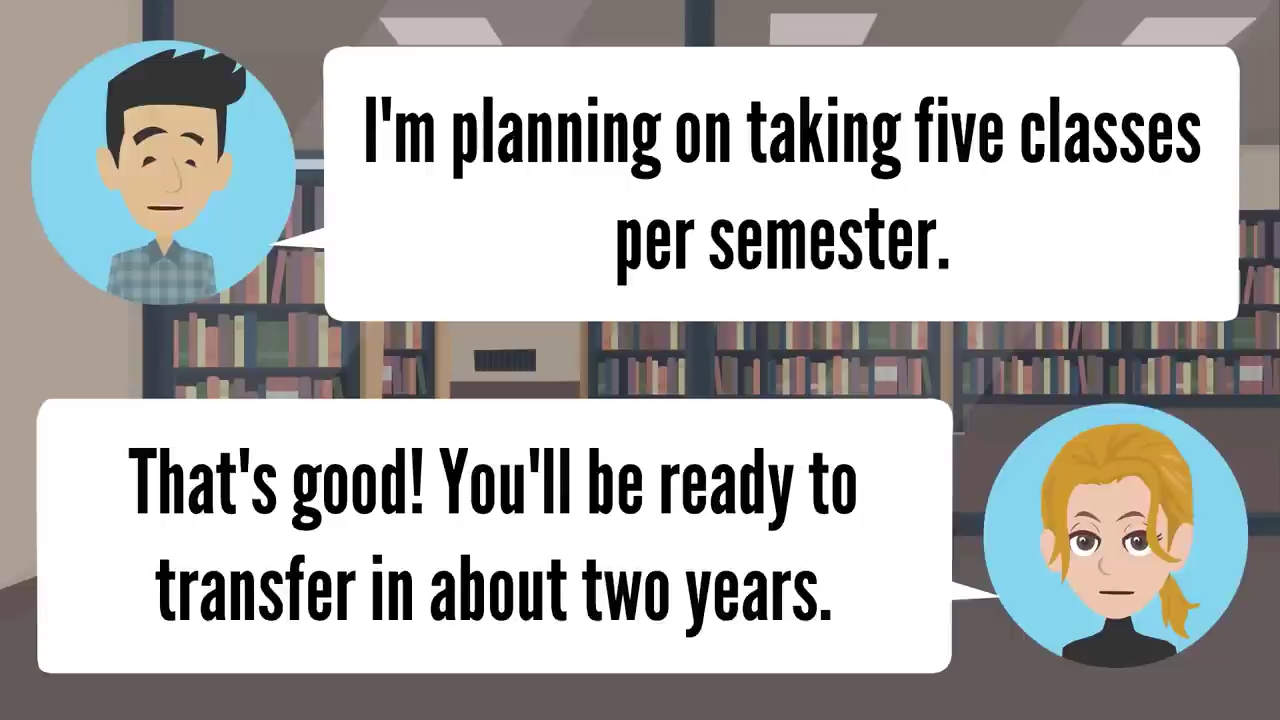 I'm planning on taking five classes
per semester.
That's good! You'll be ready to
transfer in about two years.